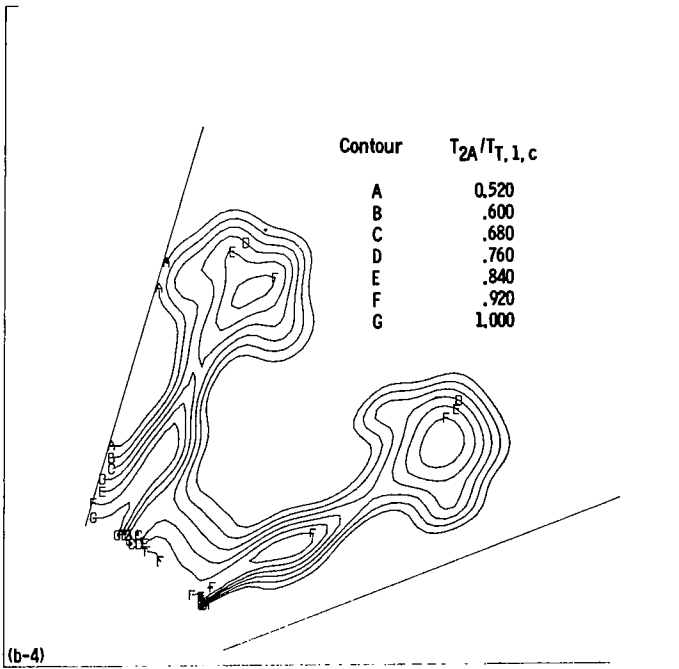 Contour T2A/TT, 1, c
A 0.520
B .600
C .680
D .760
E .840
F .920
G 1.000
D
E
F
A
A
D
E
F
A
B
C
D
E
F
G
F
F
F
F
(b-4)